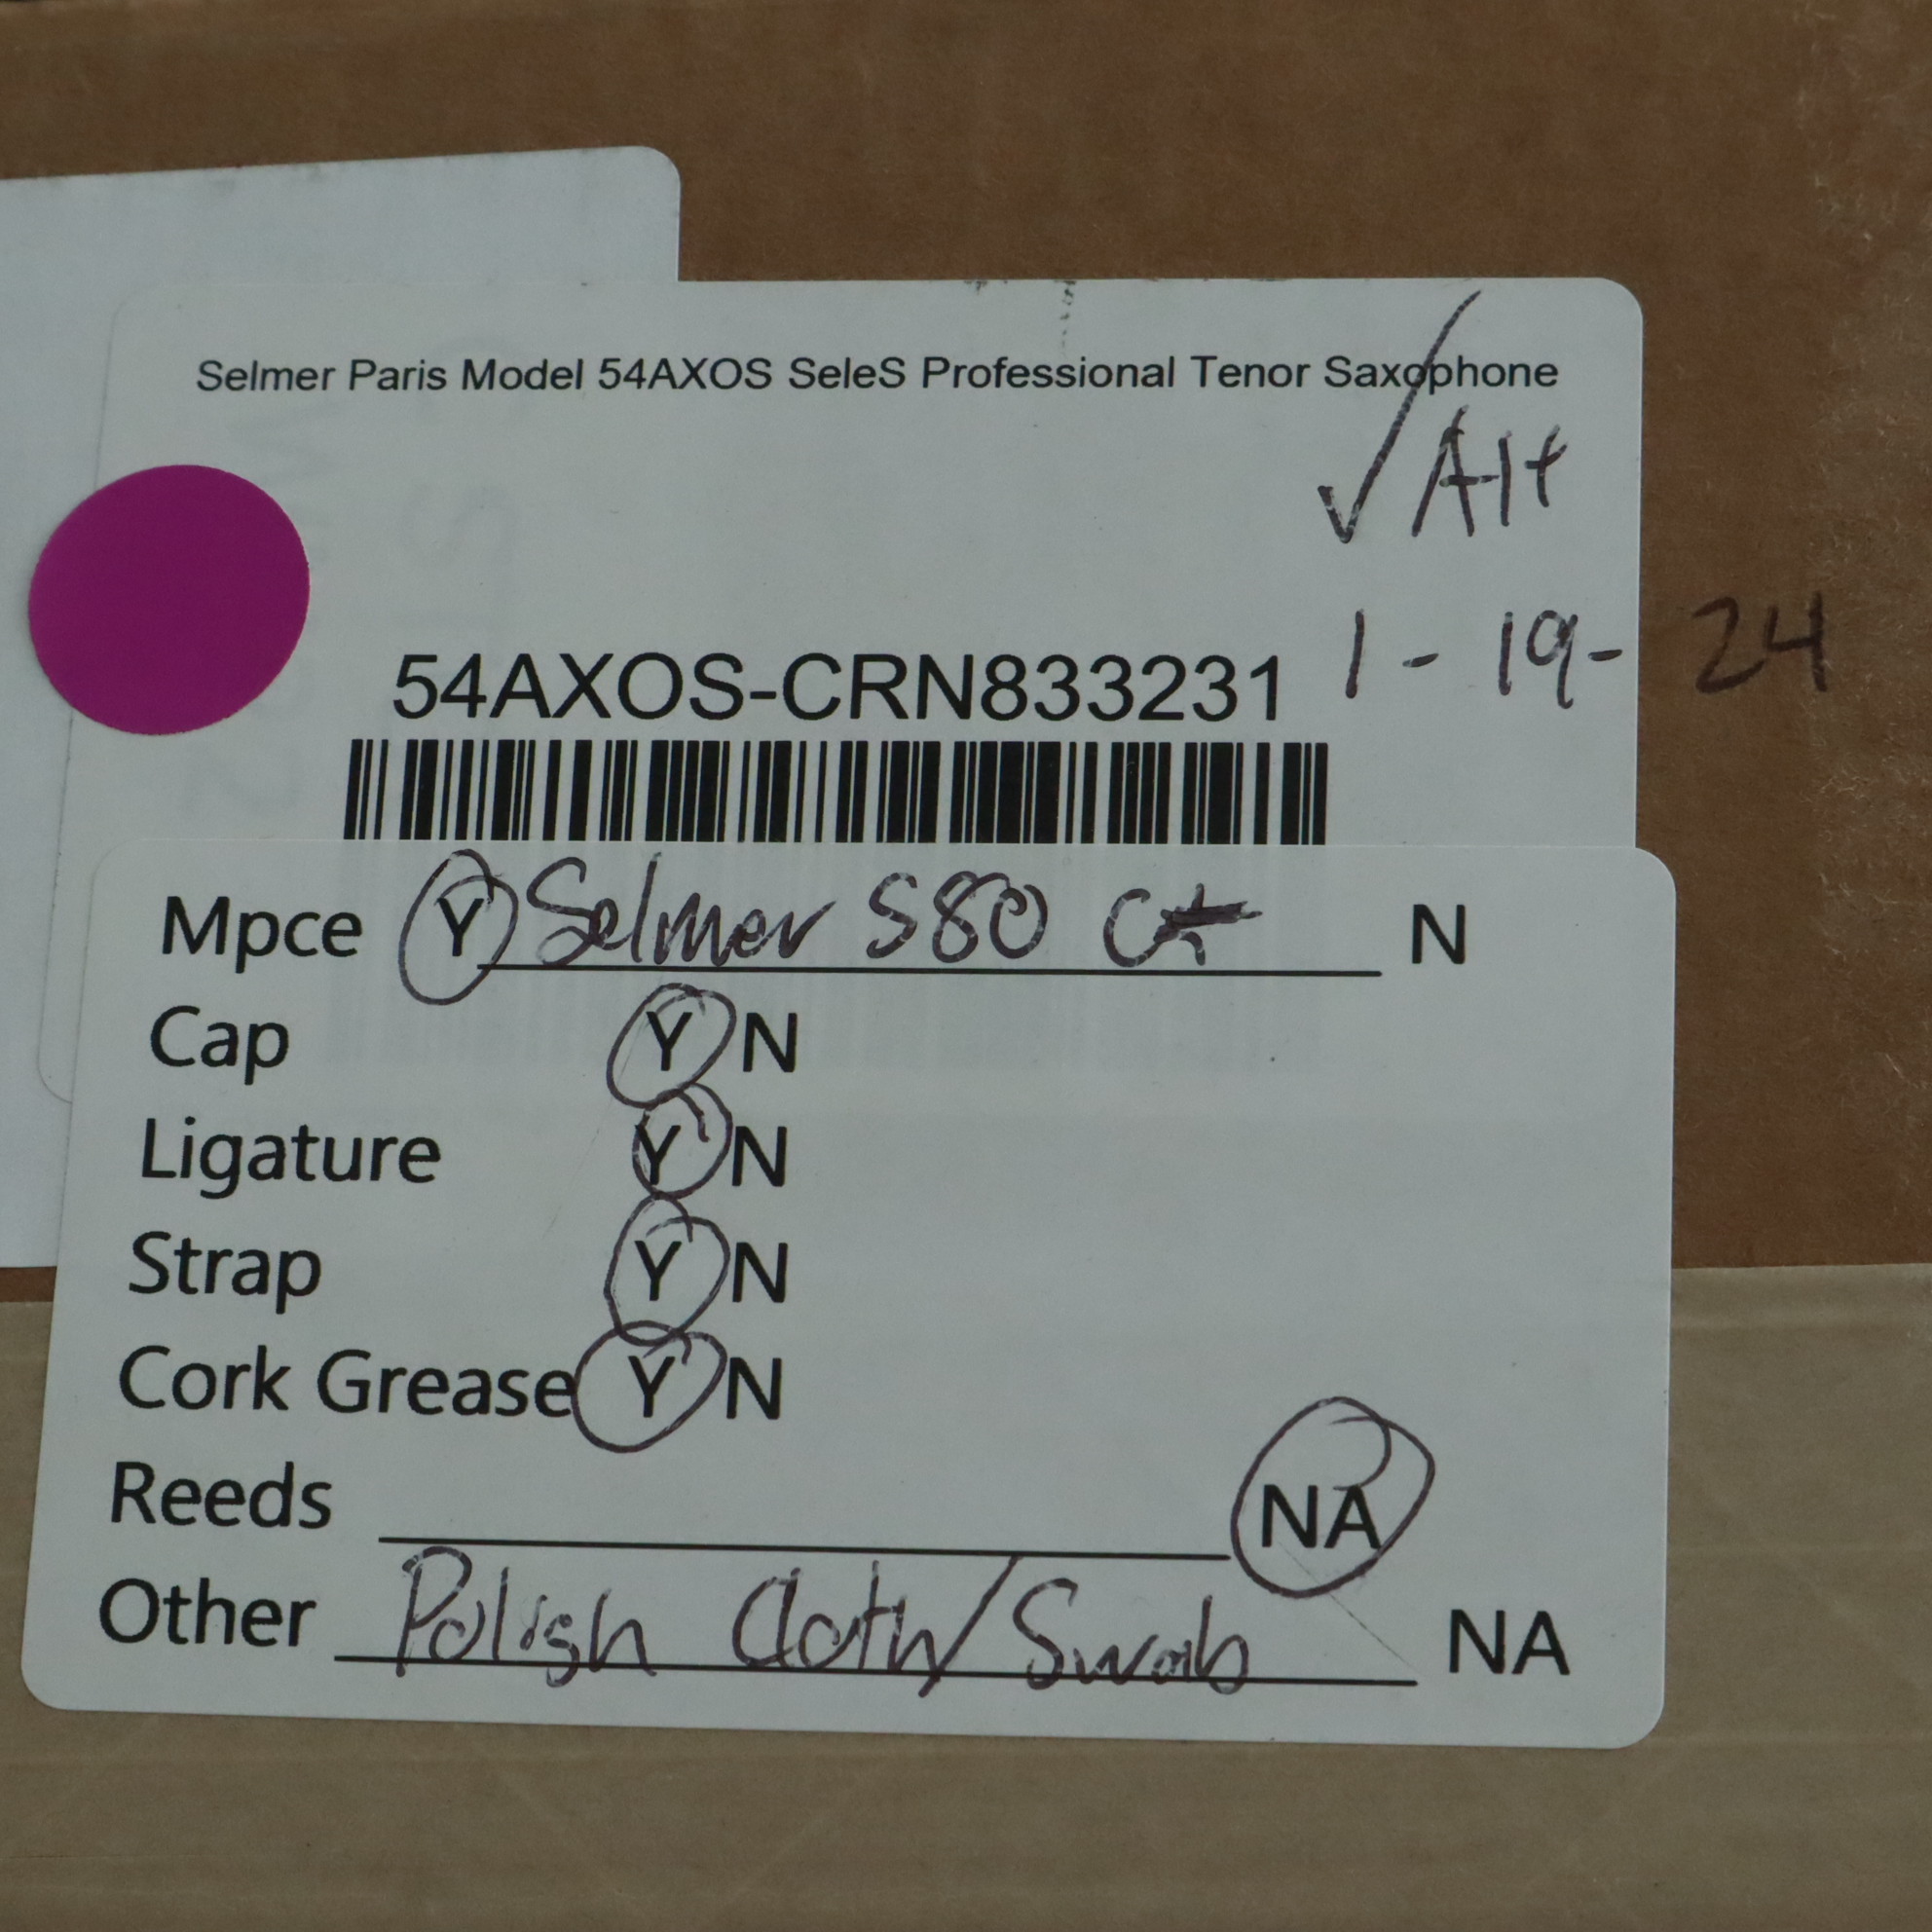 Selmer Paris Model 54AXOS SeleS Professional Tenor Saxophone
✓ Alt
1 - 19 - 24
54AXOS-CRN833231
Mpce Y Selmer S80 C* N
Cap Y N
Ligature Y N
Strap Y N
Cork Grease Y N
Reeds NA
Other Polish Cloth/Swab NA